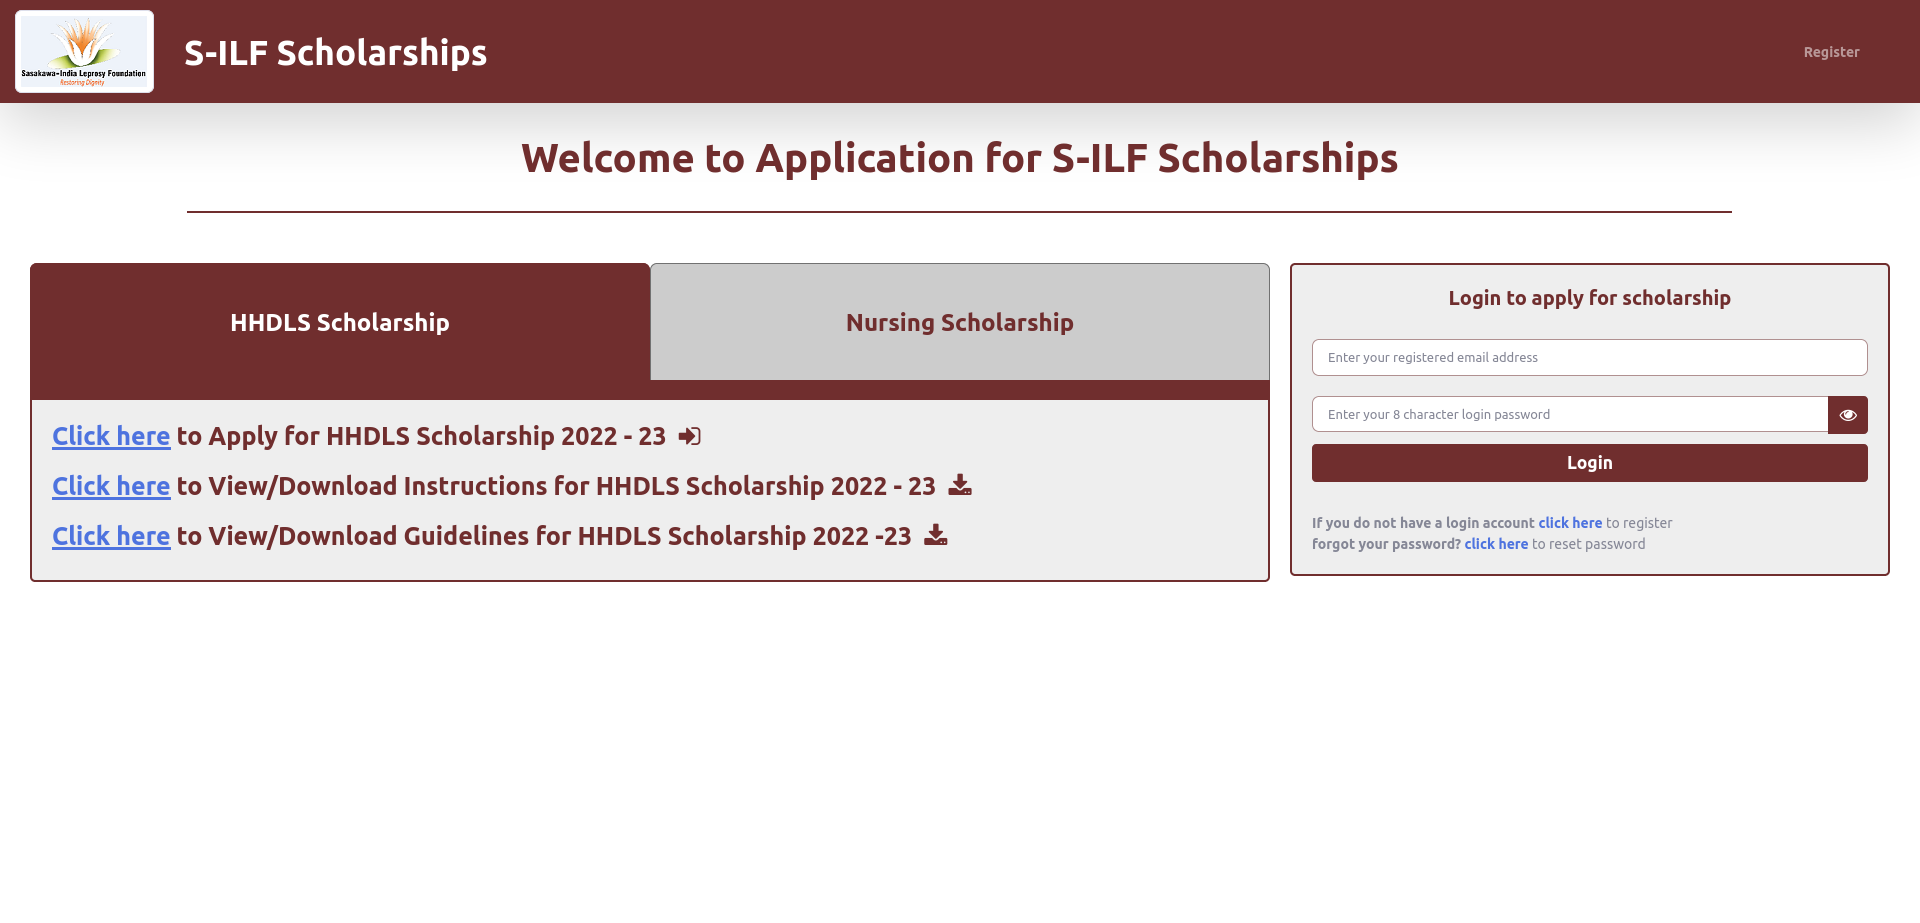 Sasakawa-India Leprosy Foundation
Restoring Dignity
S-ILF Scholarships
Register
Welcome to Application for S-ILF Scholarships
HHDLS Scholarship
Nursing Scholarship
Click here to Apply for HHDLS Scholarship 2022 - 23
Click here to View/Download Instructions for HHDLS Scholarship 2022 - 23
Click here to View/Download Guidelines for HHDLS Scholarship 2022 -23
Login to apply for scholarship
Enter your registered email address
Enter your 8 character login password
Login
If you do not have a login account click here to register
forgot your password? click here to reset password